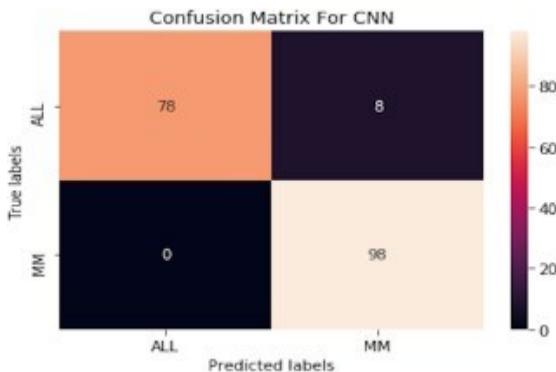 Confusion Matrix For CNN
ALL
78
8
True labels
MM
0
98
ALL
MM
Predicted labels
80
60
40
20
0